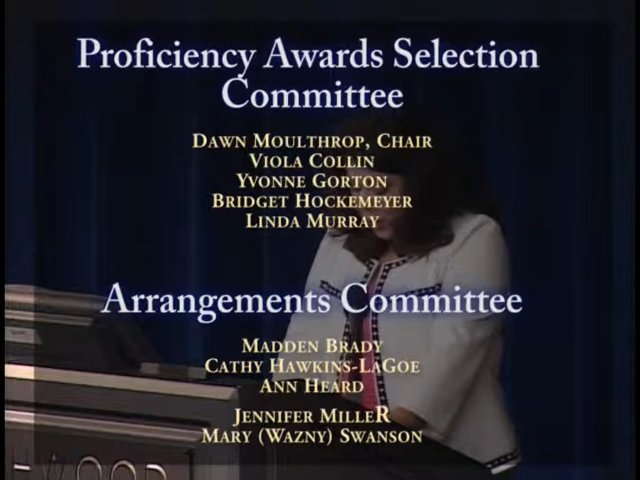 Proficiency Awards Selection
Committee
Dawn Moulthrop, Chair
Viola Collin
Yvonne Gorton
Bridget Hockemeyer
Linda Murray
Arrangements Committee
Madden Brady
Cathy Hawkins-LaGoe
Ann Heard
Jennifer MilleR
Mary (Wazny) Swanson
EWOOD